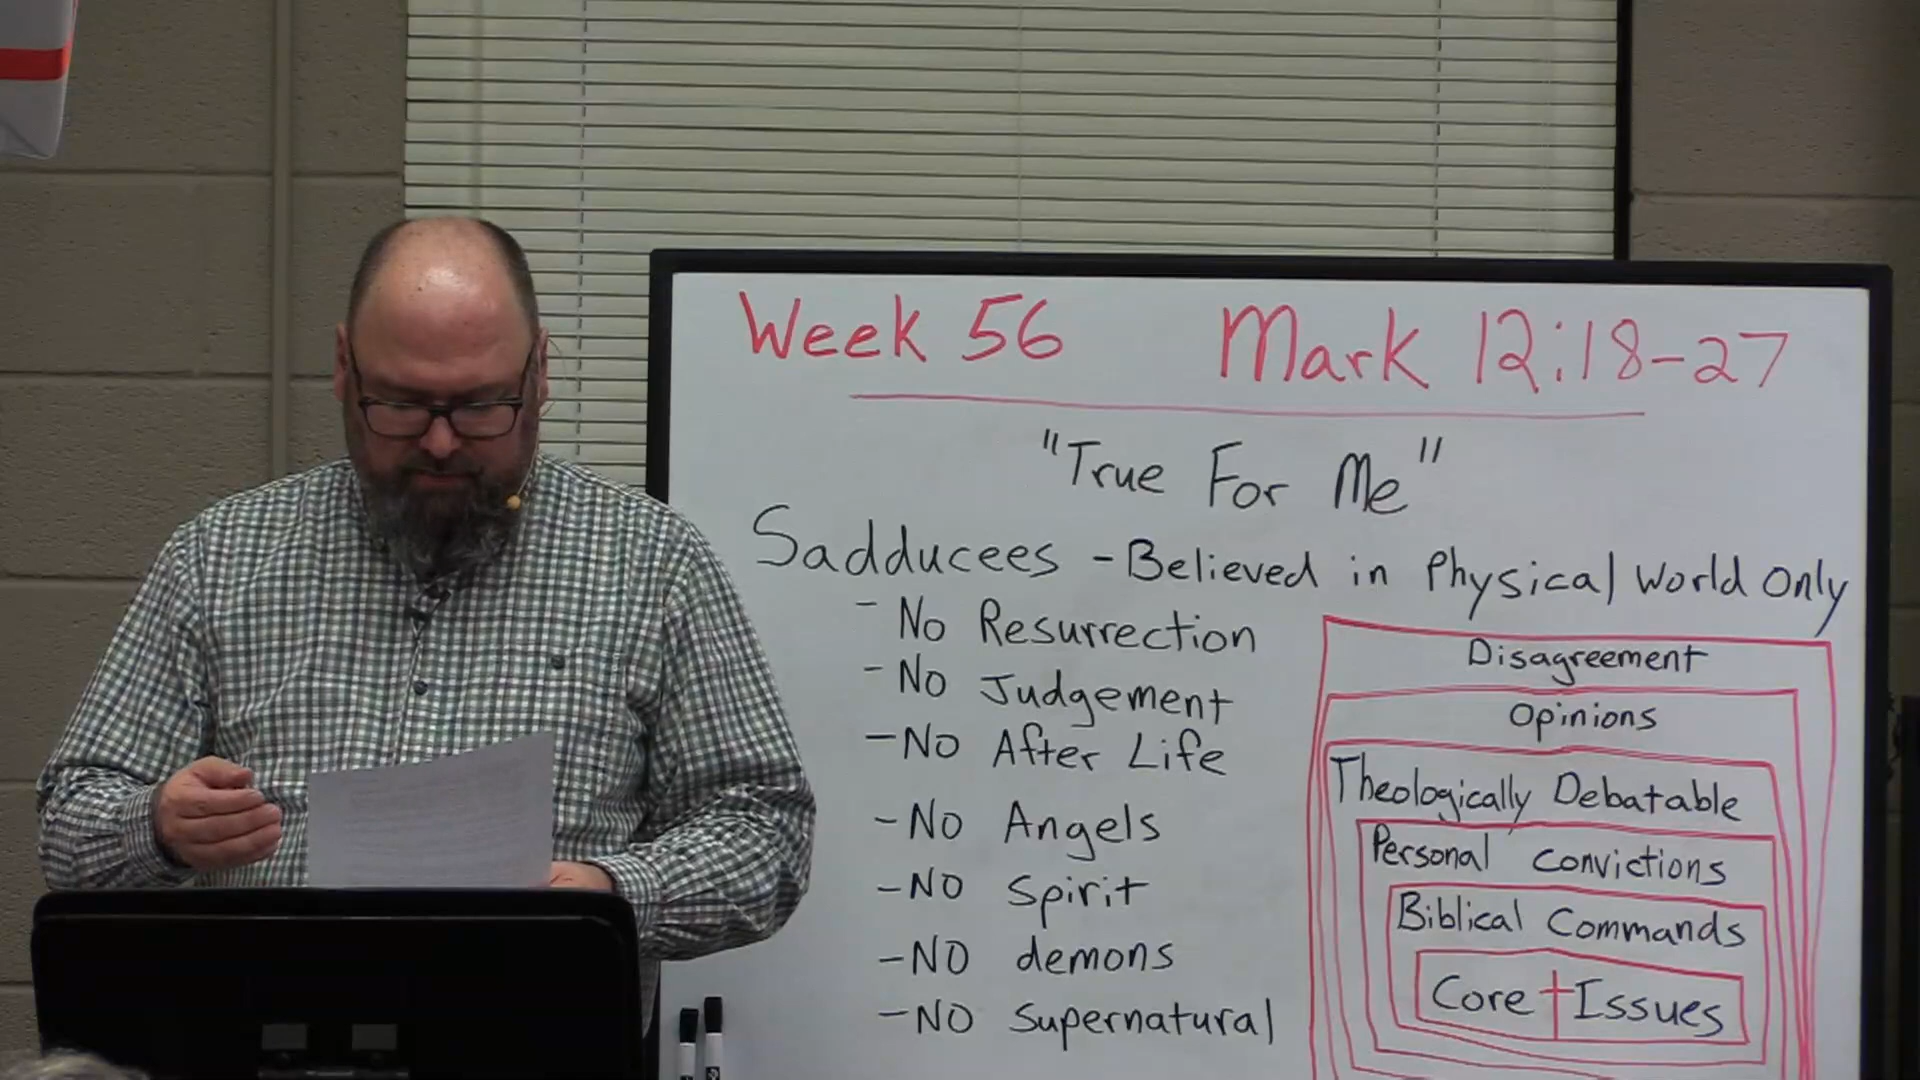 Week 56 Mark 12:18-27
"True For Me"
Sadducees - Believed in Physical World Only
- No Resurrection
- No Judgement
- No After Life
- No Angels
- No Spirit
- No demons
- No Supernatural
Disagreement
Opinions
Theologically Debatable
Personal Convictions
Biblical Commands
Core Issues